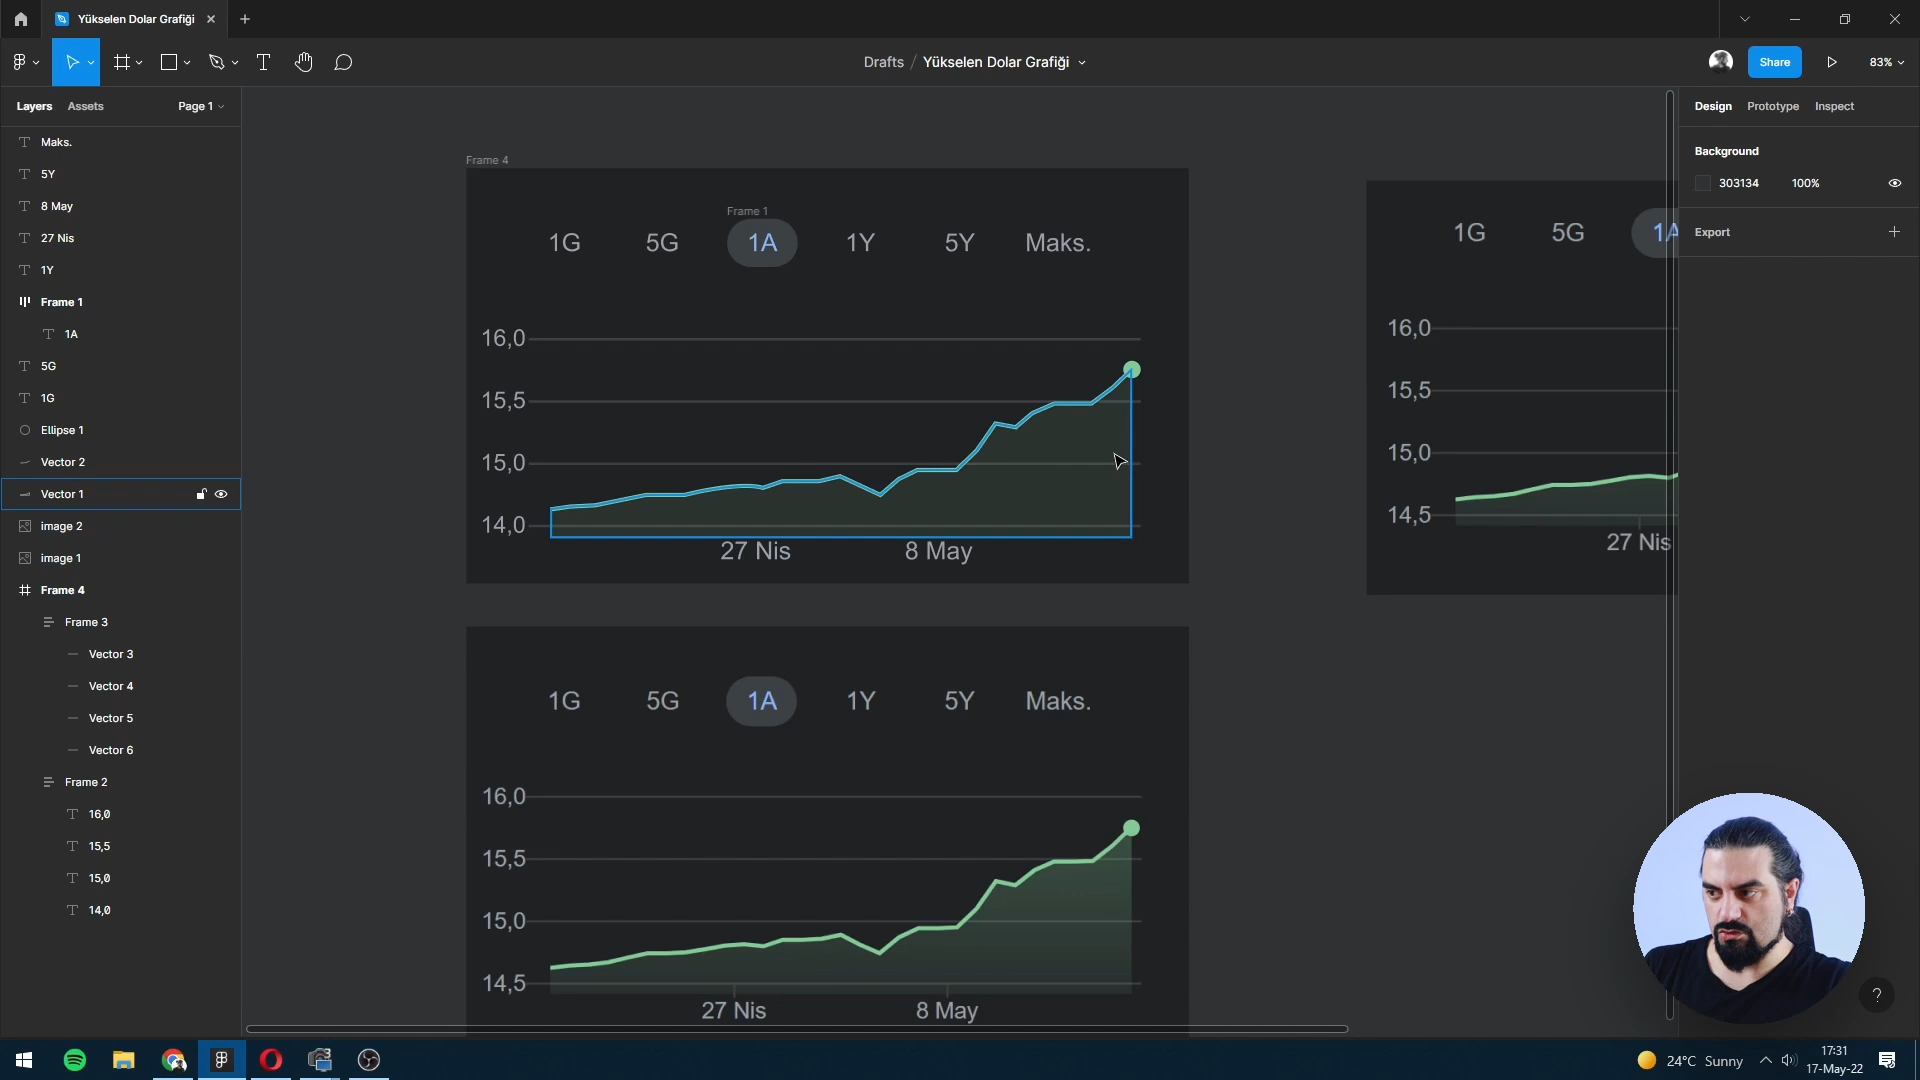 Yükselen Dolar Grafiği
Drafts / Yükselen Dolar Grafiği
Share
83%
Layers Assets Page 1
Maks.
5Y
8 May
27 Nis
1Y
Frame 1
1A
5G
1G
Ellipse 1
Vector 2
Vector 1
image 2
image 1
Frame 4
Frame 3
Vector 3
Vector 4
Vector 5
Vector 6
Frame 2
16,0
15,5
15,0
14,0
Frame 4
Frame 1
1G 5G 1A 1Y 5Y Maks.
16,0
15,5
15,0
14,0
27 Nis 8 May
1G 5G 1A 1Y 5Y Maks.
16,0
15,5
15,0
14,5
27 Nis 8 May
1G 5G 1A
16,0
15,5
15,0
14,5
27 Nis
Design Prototype Inspect
Background
303134 100%
Export
?
24°C Sunny
17:31
17-May-22